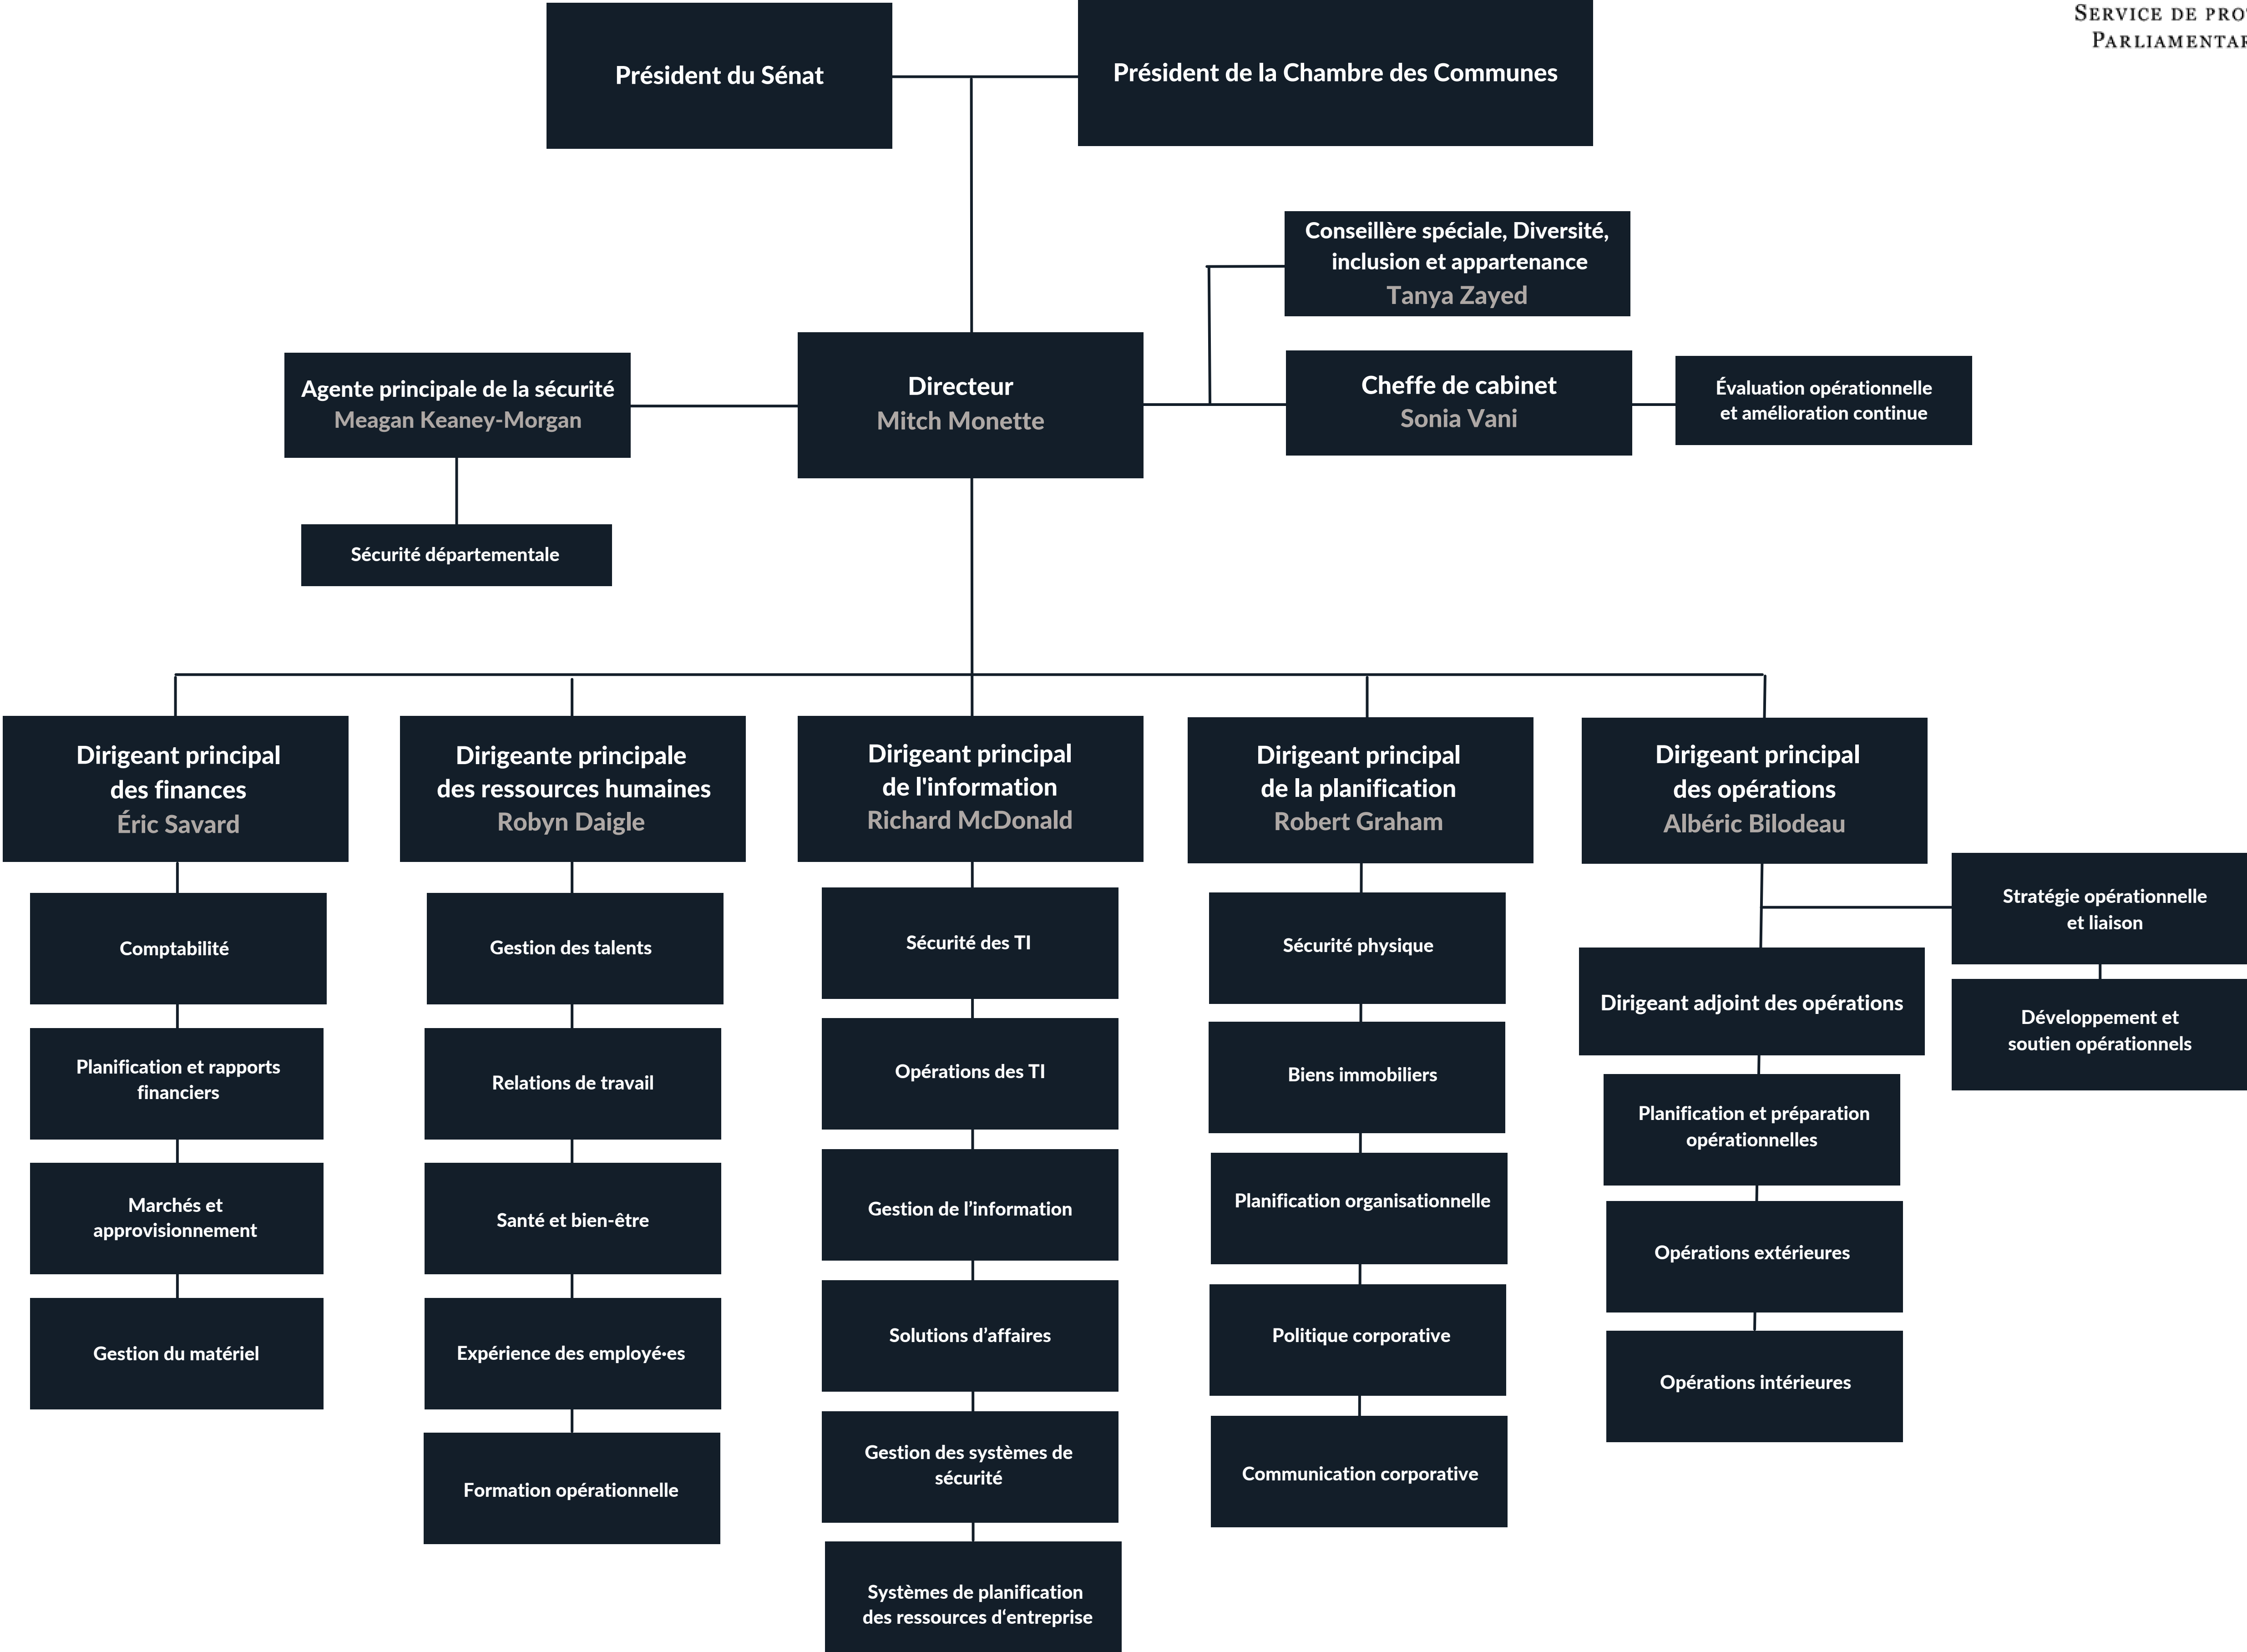 SERVICE DE
PARLIAMENTAR
Président du Sénat
Président de la Chambre des Communes
Conseillère spéciale, Diversité,
inclusion et appartenance
Tanya Zayed
Agente principale de la sécurité
Meagan Keaney-Morgan
Directeur
Mitch Monette
Cheffe de cabinet
Sonia Vani
Évaluation opérationnelle
et amélioration continue
Sécurité départementale
Dirigeant principal
des finances
Éric Savard
Dirigeante principale
des ressources humaines
Robyn Daigle
Dirigeant principal
de l'information
Richard McDonald
Dirigeant principal
de la planification
Robert Graham
Dirigeant principal
des opérations
Albéric Bilodeau
Comptabilité
Planification et rapports
financiers
Marchés et
approvisionnement
Gestion du matériel
Gestion des talents
Relations de travail
Santé et bien-être
Expérience des employé·es
Formation opérationnelle
Sécurité des TI
Opérations des TI
Gestion de l’information
Solutions d’affaires
Gestion des systèmes de
sécurité
Systèmes de planification
des ressources d‘entreprise
Sécurité physique
Biens immobiliers
Planification organisationnelle
Politique corporative
Communication corporative
Stratégie opérationnelle
et liaison
Développement et
soutien opérationnels
Dirigeant adjoint des opérations
Planification et préparation
opérationnelles
Opérations extérieures
Opérations intérieures